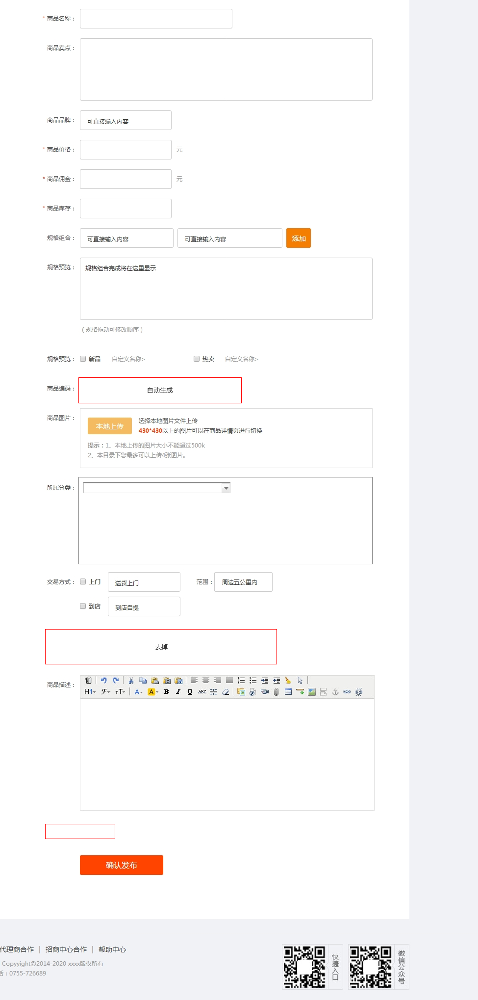 * 商品名称：
商品卖点：
商品品牌： 可直接输入内容
* 商品价格： 元
* 商品佣金： 元
* 商品库存：
规格组合： 可直接输入内容 可直接输入内容 添加
规格预览： 规格组合完成将在这里显示
（规格拖动可修改顺序）
规格预览： 新品 自定义名称> 热卖 自定义名称>
商品编码： 自动生成
商品图片： 本地上传 选择本地图片文件上传
430*430以上的图片可以在商品详情页进行切换
提示：1、本地上传的图片大小不能超过500k
2、本目录下您最多可以上传4张图片。
所属分类：
交易方式： 上门 送货上门 范围： 周边五公里内
到店 到店自提
去掉
商品描述：
H1 F TT A A B I U ABC
确认发布
代理商合作 | 招商中心合作 | 帮助中心
Copyyight©2014-2020 xxxx版权所有
话：0755-726689
快捷入口
微信公众号